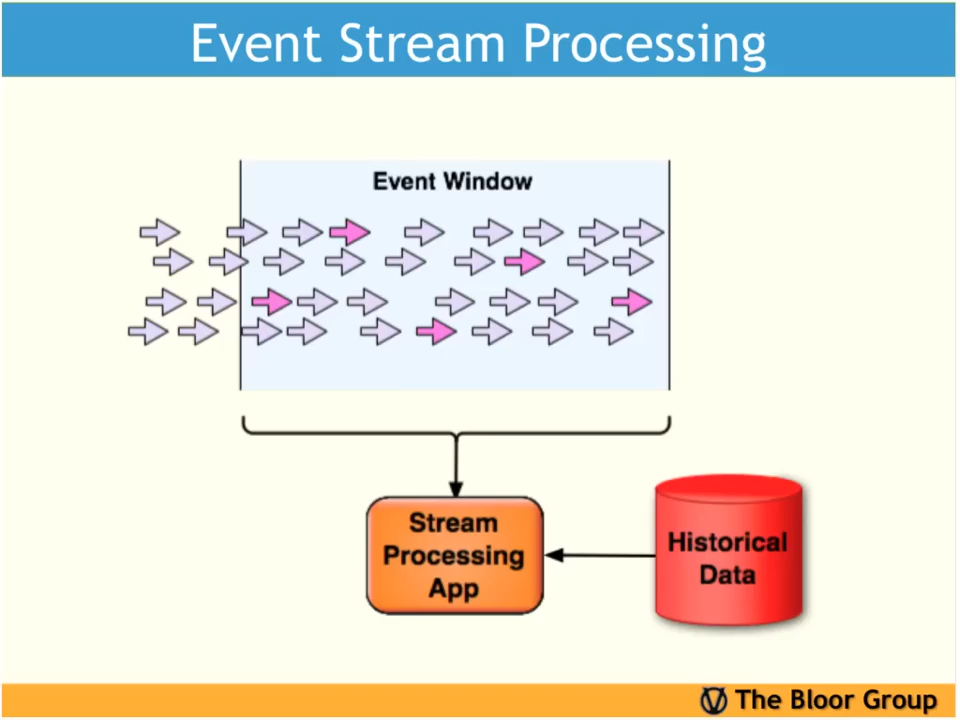 Event Stream Processing
Event Window
Stream
Processing
App
Historical
Data
The Bloor Group